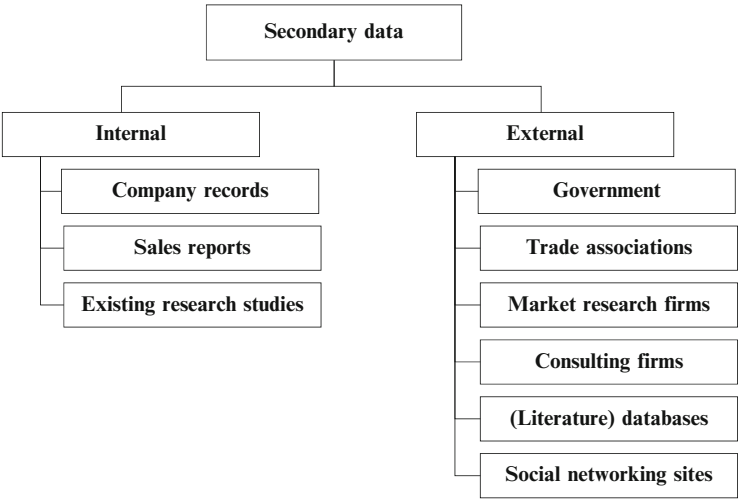 Secondary data
Internal
Company records
Sales reports
Existing research studies
External
Government
Trade associations
Market research firms
Consulting firms
(Literature) databases
Social networking sites